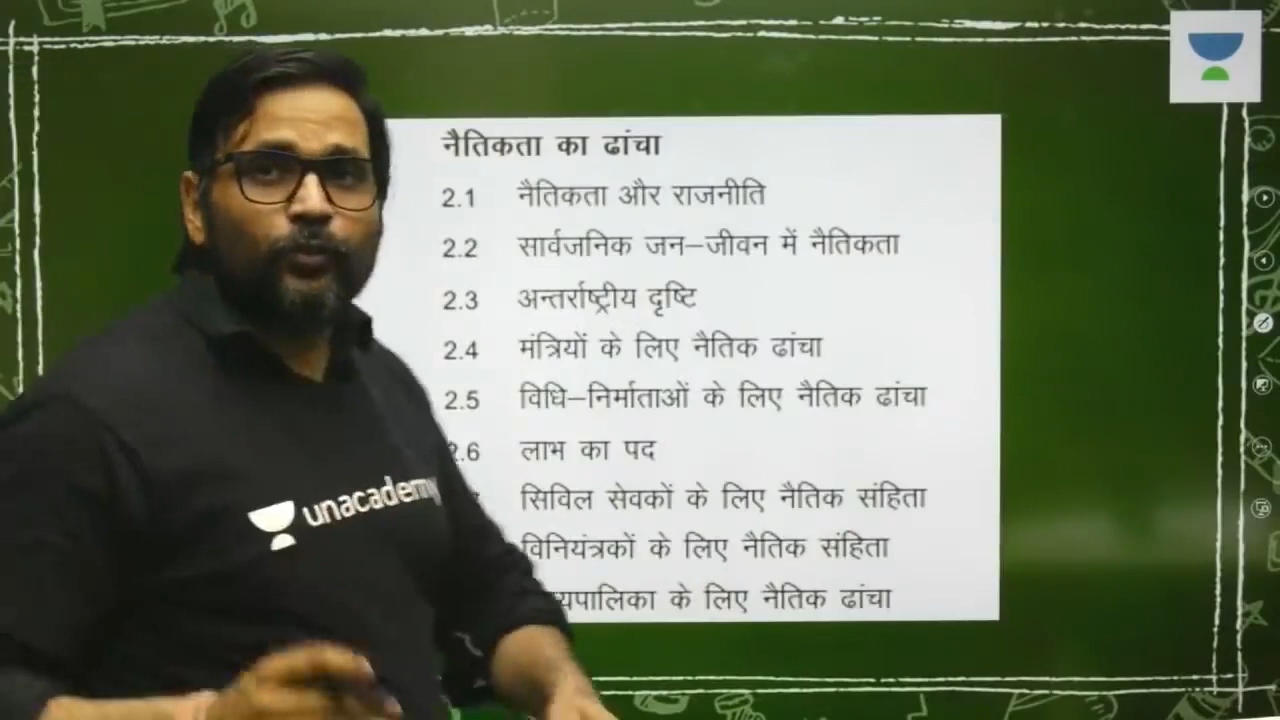 नैतिकता का ढांचा
2.1 नैतिकता और राजनीति
2.2 सार्वजनिक जन–जीवन में नैतिकता
2.3 अन्तर्राष्ट्रीय दृष्टि
2.4 मंत्रियों के लिए नैतिक ढांचा
2.5 विधि–निर्माताओं के लिए नैतिक ढांचा
2.6 लाभ का पद
सिविल सेवकों के लिए नैतिक संहिता
विनियंत्रकों के लिए नैतिक संहिता
के लिए नैतिक ढांचा
unacademy